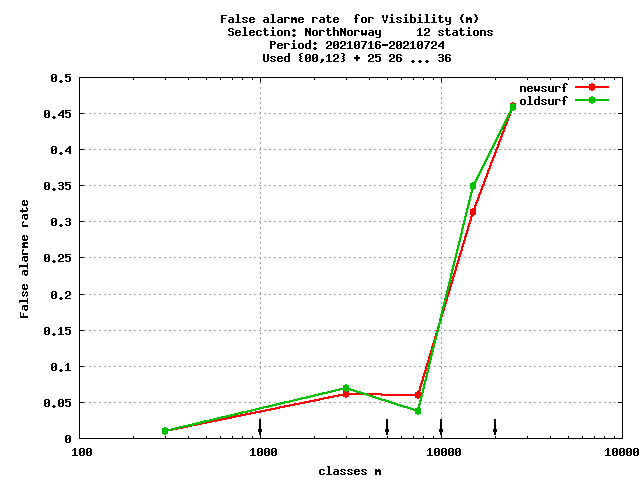 False alarme rate  for Visibility (m)
Selection: NorthNorway     12 stations
Period: 20210716-20210724
Used {00,12} + 25 26 ... 36
newsurf
oldsurf
0.5
0.45
0.4
0.35
0.3
0.25
0.2
0.15
0.1
0.05
0
False alarme rate
100 1000 10000 10000
classes m